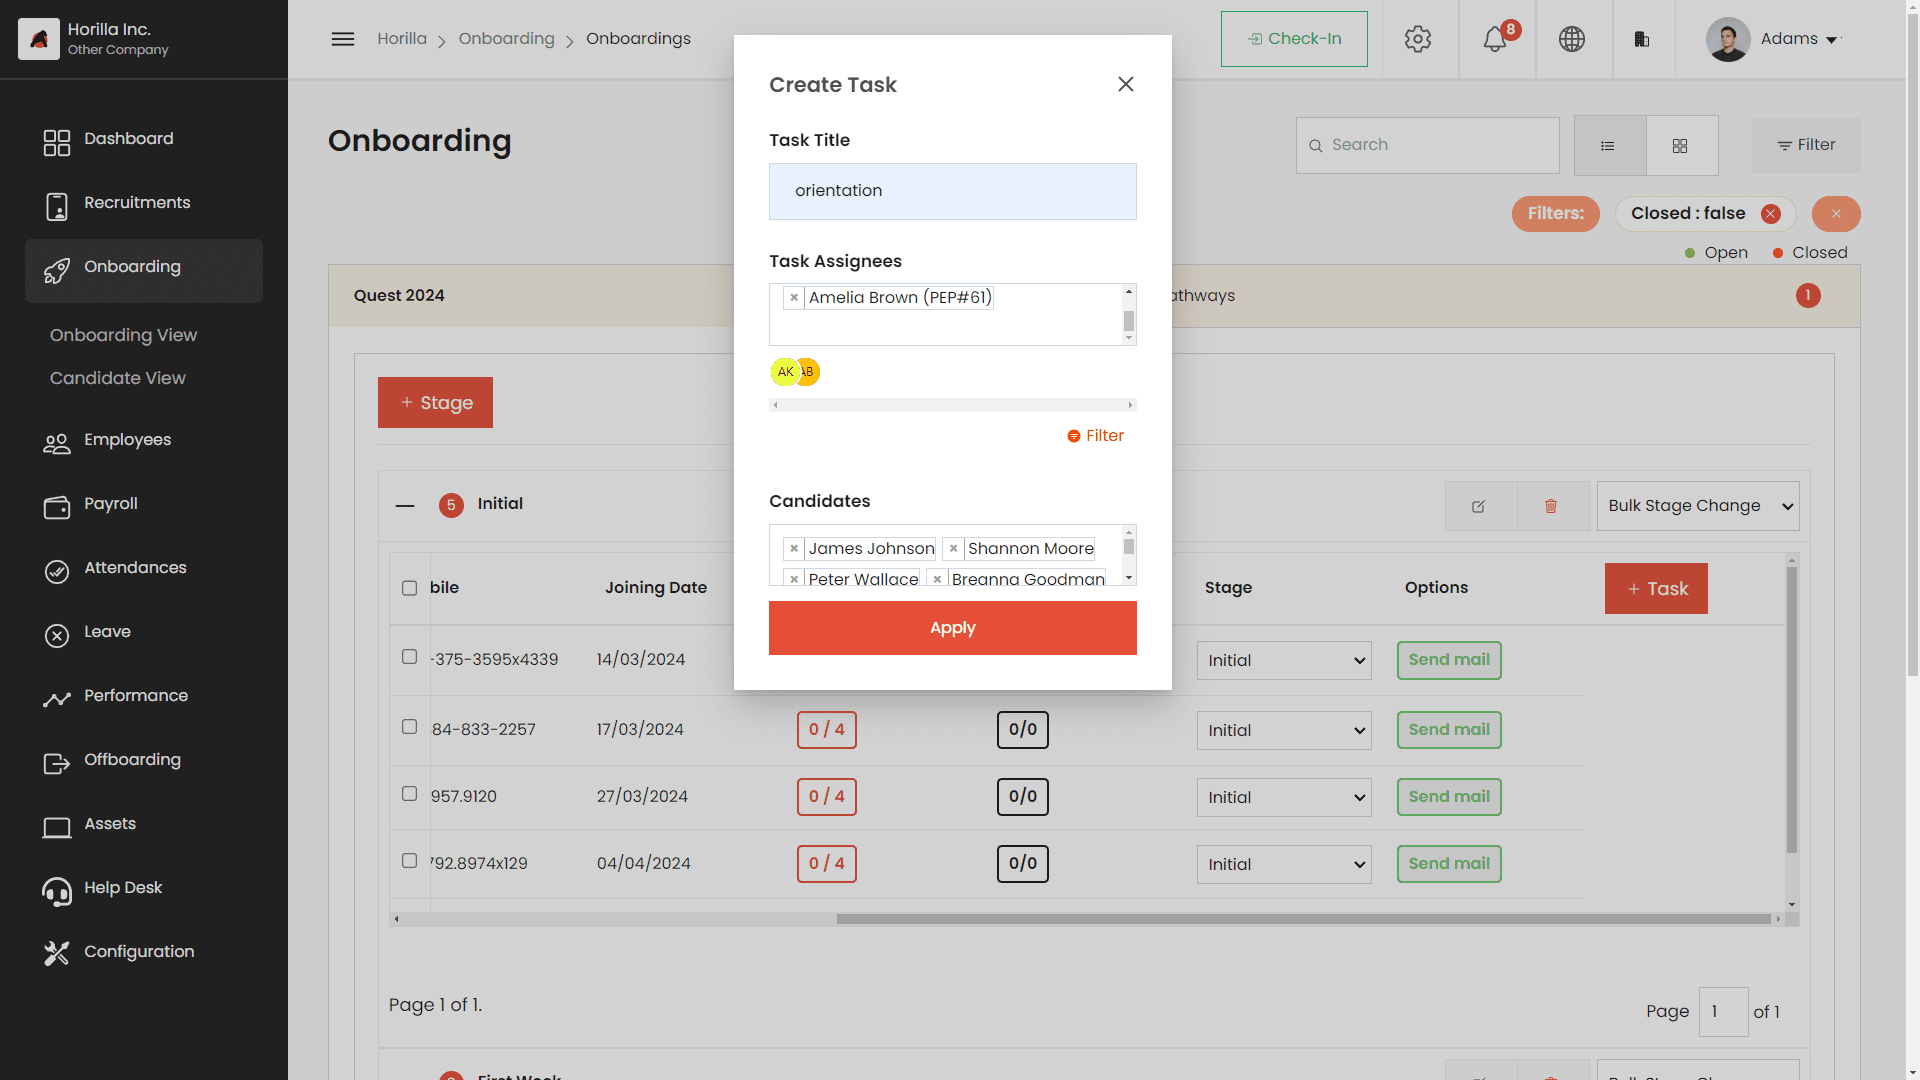 Horilla Inc.
Other Company
Horilla
Onboarding
Onboardings
Check-In
8
Adams
Dashboard
Recruitments
Onboarding
Onboarding View
Candidate View
Employees
Payroll
Attendances
Leave
Performance
Offboarding
Assets
Help Desk
Configuration
Onboarding
Search
Filter
Filters:
Closed : false
Open
Closed
Quest 2024
athways
1
+ Stage
5
Initial
Bulk Stage Change
bile
Joining Date
Stage
Options
+ Task
-375-3595x4339
14/03/2024
Initial
Send mail
84-833-2257
17/03/2024
0 / 4
0/0
Initial
Send mail
957.9120
27/03/2024
0 / 4
0/0
Initial
Send mail
792.8974x129
04/04/2024
0 / 4
0/0
Initial
Send mail
Page 1 of 1.
Page
1
of 1
Create Task
Task Title
orientation
Task Assignees
× Amelia Brown (PEP#61)
AK
AB
Filter
Candidates
× James Johnson
× Shannon Moore
× Peter Wallace
× Breanna Goodman
Apply
First Week